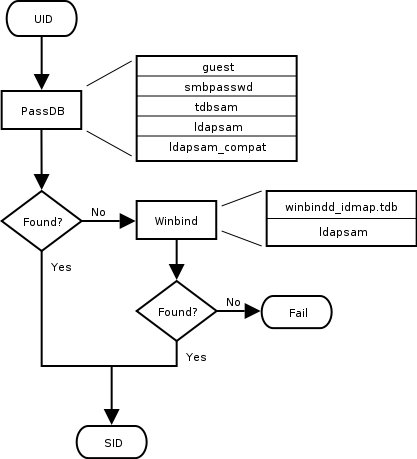 UID
PassDB
guest
smbpasswd
tdbsam
ldapsam
ldapsam_compat
Found?
No
Yes
Winbind
winbindd_idmap.tdb
ldapsam
Found?
No
Yes
Fail
SID